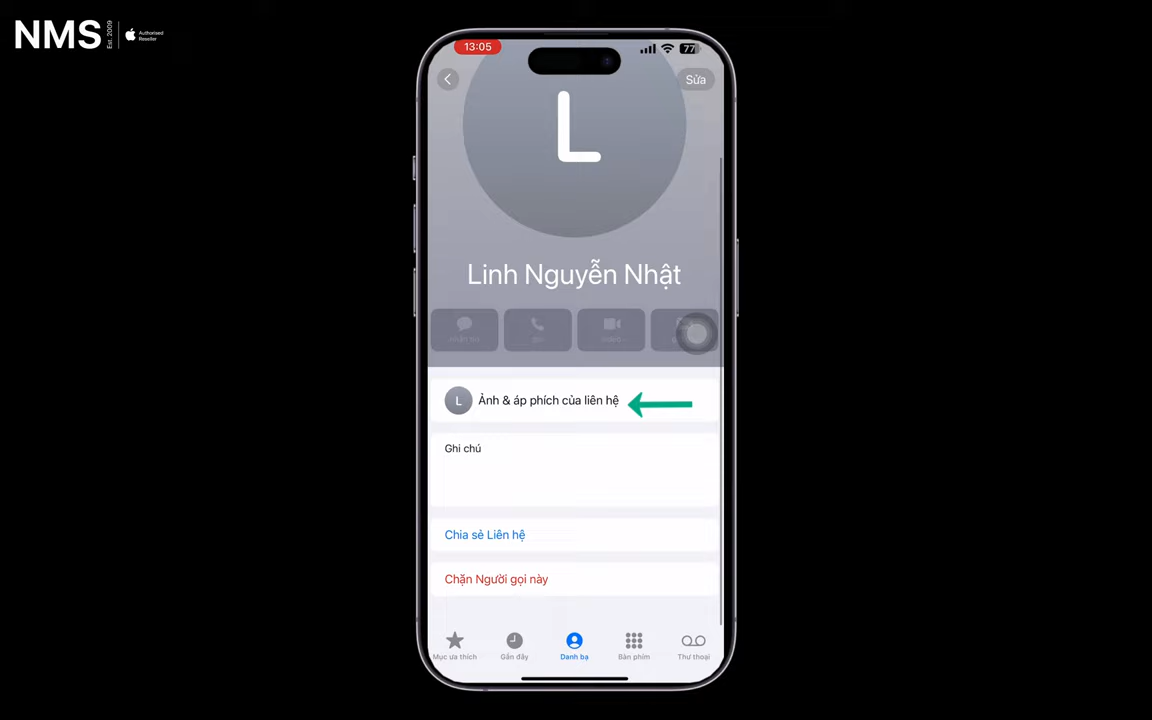 NMS
Est. 2009
Authorised
Reseller
13:05
77
Sửa
L
Linh Nguyễn Nhật
L
Ảnh & áp phích của liên hệ
Ghi chú
Chia sẻ Liên hệ
Chặn Người gọi này
Mục ưa thích
Gần đây
Danh bạ
Bàn phím
Thư thoại